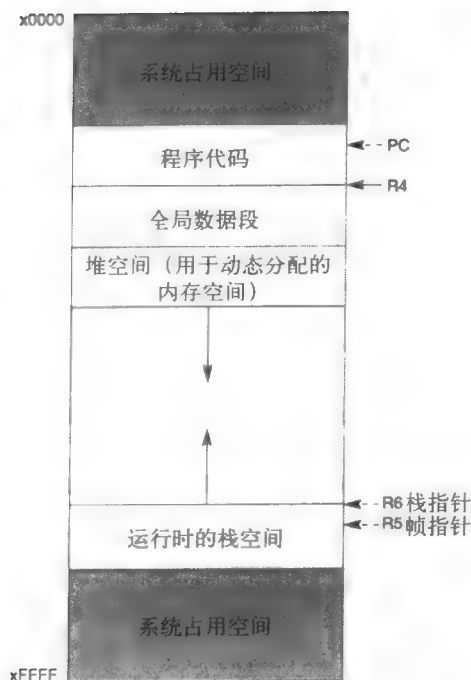 x0000
系统占用空间
PC
程序代码
R4
全局数据段
堆空间（用于动态分配的
内存空间）
R6 栈指针
R5 帧指针
运行时的栈空间
系统占用空间
xFFFF